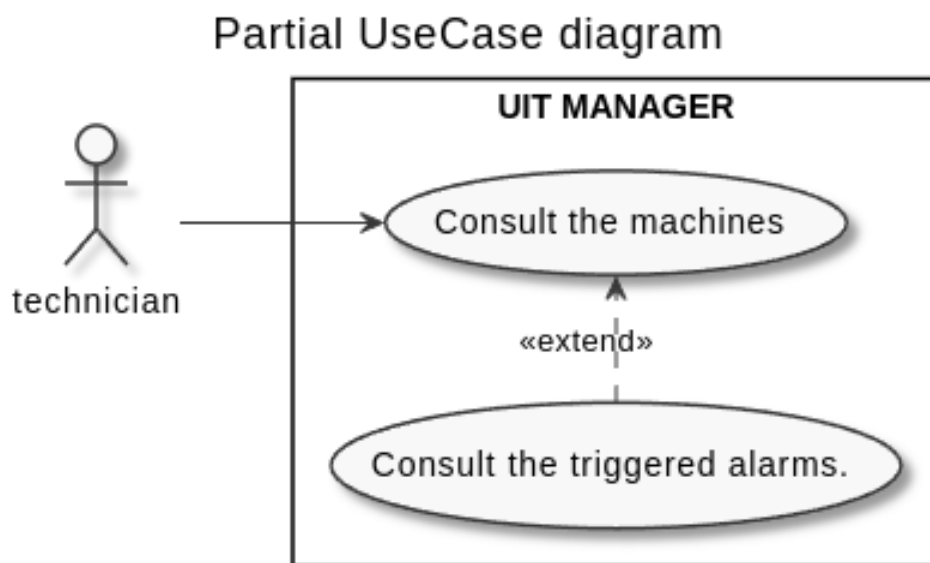 Partial UseCase diagram
UIT MANAGER
Consult the machines
technician
«extend»
Consult the triggered alarms.